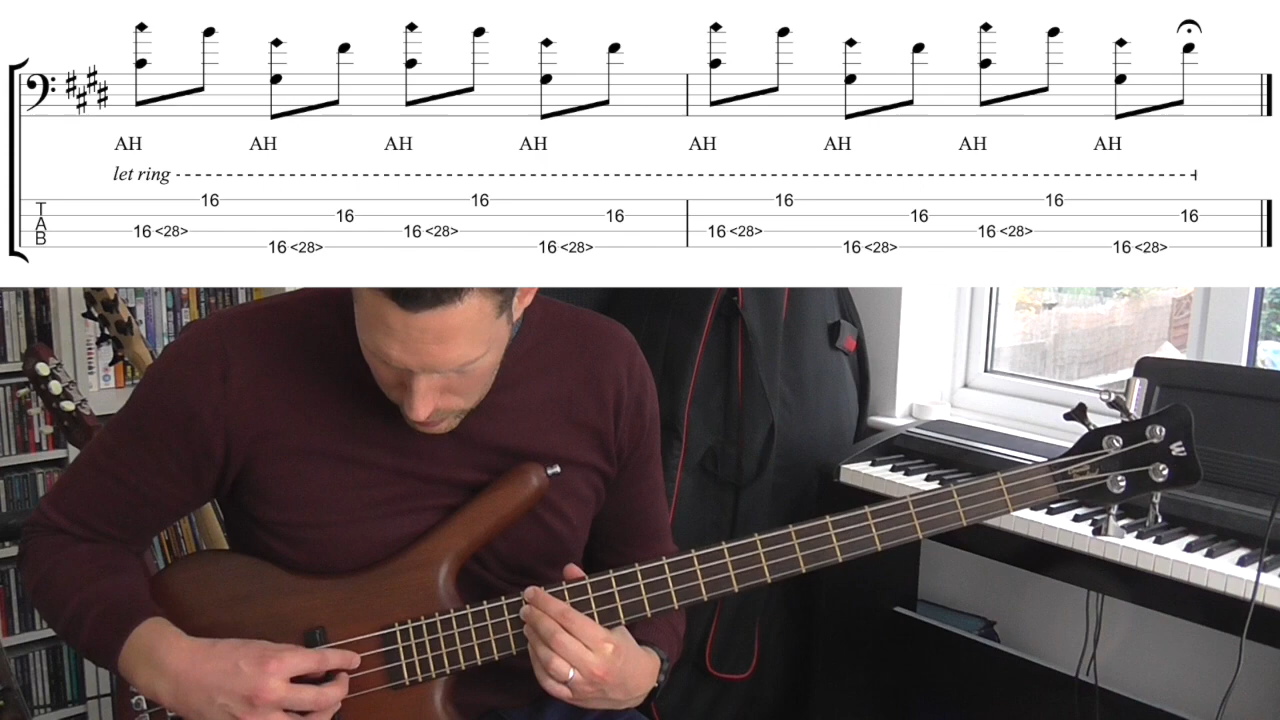 AH AH AH AH AH AH AH AH
let ring
16 16 16 16
T 16 16 16 16
A 16 <28> 16 <28> 16 <28> 16 <28>
B 16 <28> 16 <28> 16 <28> 16 <28>
W